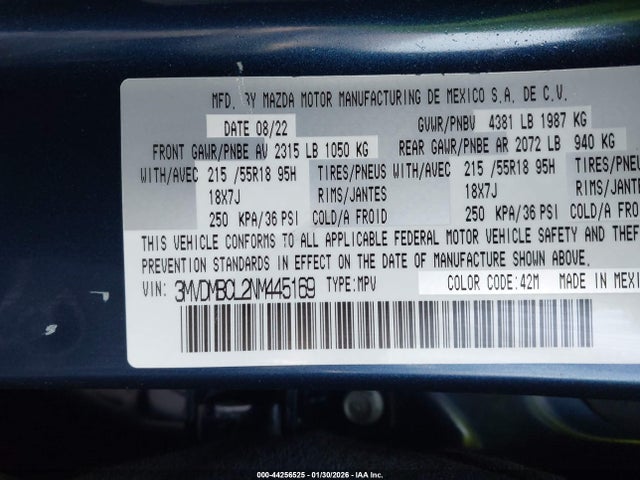 MFD. BY MAZDA MOTOR MANUFACTURING DE MEXICO S.A. DE C.V.
DATE 08/22 GVWR/PNBV 4381 LB 1987 KG
FRONT GAWR/PNBE AV 2315 LB 1050 KG REAR GAWR/PNBE AR 2072 LB 940 KG
WITH/AVEC 215 /55R18 95H TIRES/PNEUS WITH/AVEC 215 /55R18 95H TIRES/PNEU
18X7J RIMS/JANTES 18X7J RIMS/JANTE
250 KPA/36 PSI COLD/A FROID 250 KPA/36 PSI COLD/A FROI
THIS VEHICLE CONFORMS TO ALL APPLICABLE FEDERAL MOTOR VEHICLE SAFETY AND THEF
PREVENTION STANDARDS IN EFFECT ON THE DATE OF MANUFACTURE SHOWN ABOVE.
VIN: 3MVDMBCL2NM445169 TYPE: MPV COLOR CODE: 42M MADE IN MEXI
000-44256525 - 01/30/2026 - IAA Inc.